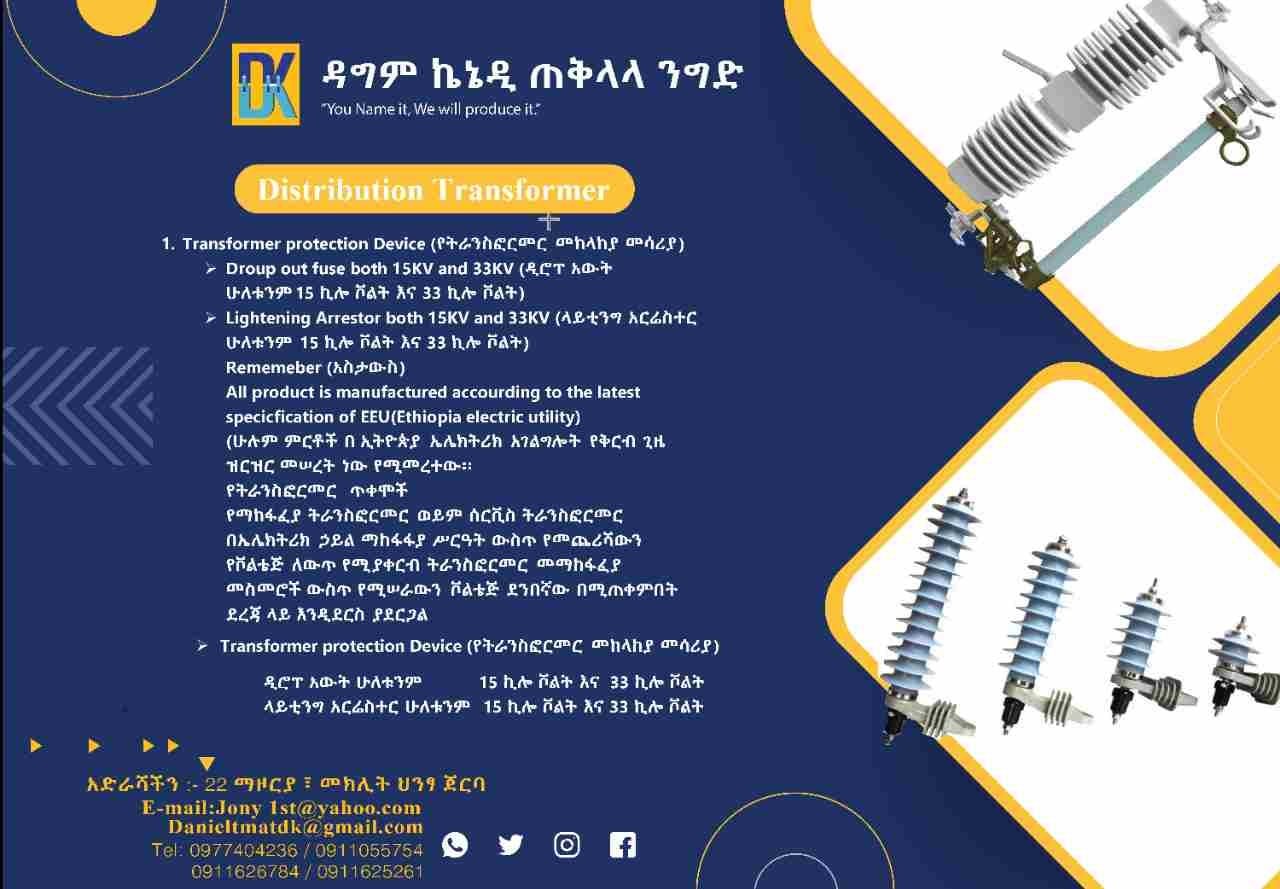 DK
ዳግም ኬኔዲ ጠቅላላ ንግድ
"You Name it, We will produce it."
Distribution Transformer
1. Transformer protection Device (የትራንስፎርመር መከላከያ መሳሪያ)
Droup out fuse both 15KV and 33KV (ዲሮፐ አውት
ሁለቱንም 15 ኪሎ ቮልት እና 33 ኪሎ ቮልት)
Lightening Arrestor both 15KV and 33KV (ላይቲንግ አርሬስተር
ሁለቱንም 15 ኪሎ ቮልት እና 33 ኪሎ ቮልት)
Rememeber (አስታውስ)
All product is manufactured accourding to the latest
specicfication of EEU(Ethiopia electric utility)
(ሁሉም ምርቶች በ ኢትዮጵያ ኤሌክትሪክ አገልግሎት የቅርብ ጊዜ
ዝርዝር መሠረት ነው የሚመረተው።
የትራንስፎርመር ጥቀሞች
የማከፋፈያ ትራንስፎርመር ወይም ሰርቪስ ትራንስፎርመር
በኤሌክትሪክ ኃይል ማከፋፋያ ሥርዓት ውስጥ የመጨረሻውን
የቮልቴጅ ለውጥ የሚያቀርብ ትራንስፎርመር መማከፋፈያ
መስመሮች ውስጥ የሚሠራውን ቮልቴጅ ደንበኛው በሚጠቀምበት
ደረጃ ላይ እንዲደርስ ያደርጋል
Transformer protection Device (የትራንስፎርመር መከላከያ መሳሪያ)
ዲሮፐ አውት ሁለቱንም 15 ኪሎ ቮልት እና 33 ኪሎ ቮልት
ላይቲንግ አርሬስተር ሁለቱንም 15 ኪሎ ቮልት እና 33 ኪሎ ቮልት
አድራሻችን :- 22 ማዞርያ ፣ መክሊት ህንፃ ጀርባ
E-mail:Jony 1st@yahoo.com
Danieltmatdk@gmail.com
Tel: 0977404236 / 0911055754
0911626784 / 0911625261